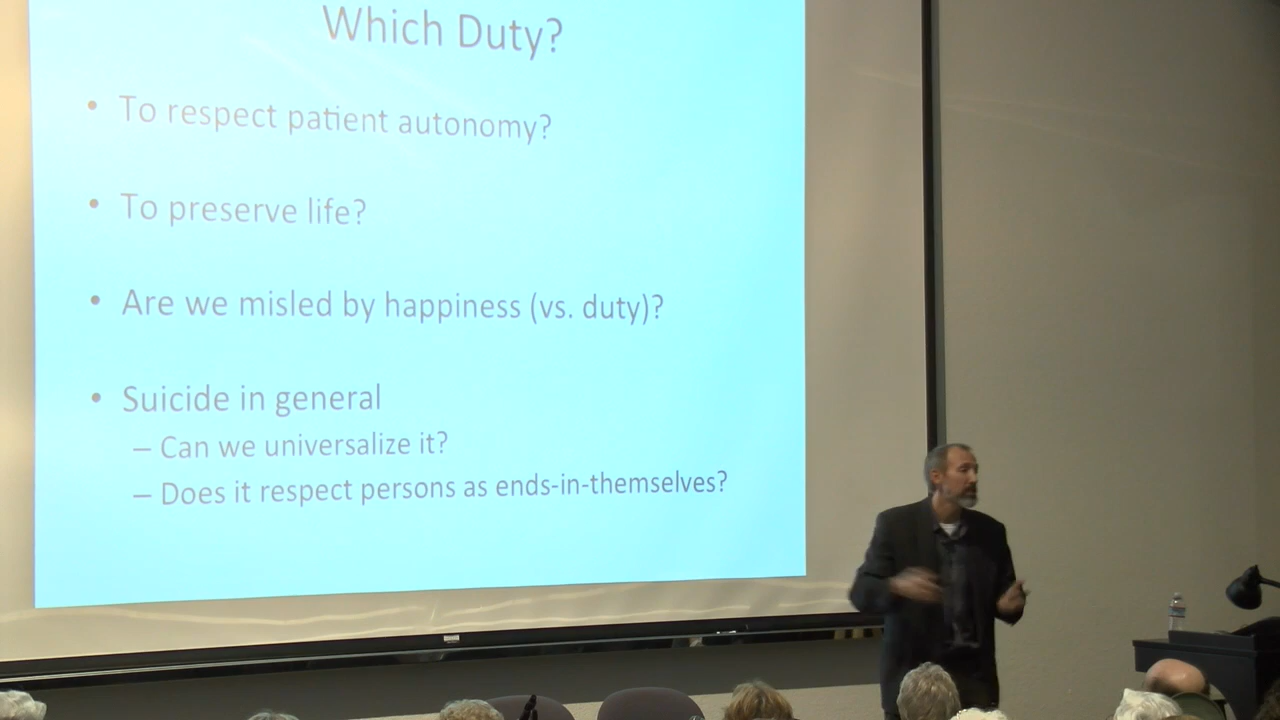 Which Duty?
• To respect patient autonomy?
• To preserve life?
• Are we misled by happiness (vs. duty)?
• Suicide in general
– Can we universalize it?
– Does it respect persons as ends-in-themselves?